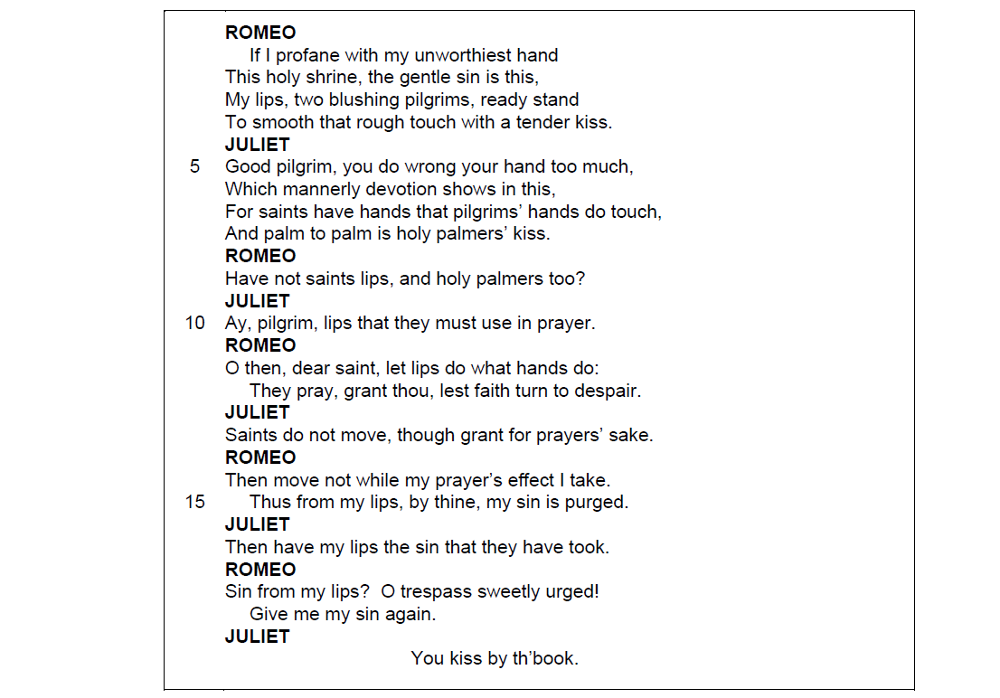 ROMEO
If I profane with my unworthiest hand
This holy shrine, the gentle sin is this,
My lips, two blushing pilgrims, ready stand
To smooth that rough touch with a tender kiss.
JULIET
5 Good pilgrim, you do wrong your hand too much,
Which mannerly devotion shows in this,
For saints have hands that pilgrims’ hands do touch,
And palm to palm is holy palmers’ kiss.
ROMEO
Have not saints lips, and holy palmers too?
JULIET
10 Ay, pilgrim, lips that they must use in prayer.
ROMEO
O then, dear saint, let lips do what hands do:
They pray, grant thou, lest faith turn to despair.
JULIET
Saints do not move, though grant for prayers’ sake.
ROMEO
Then move not while my prayer’s effect I take.
15 Thus from my lips, by thine, my sin is purged.
JULIET
Then have my lips the sin that they have took.
ROMEO
Sin from my lips?  O trespass sweetly urged!
Give me my sin again.
JULIET
You kiss by th’book.